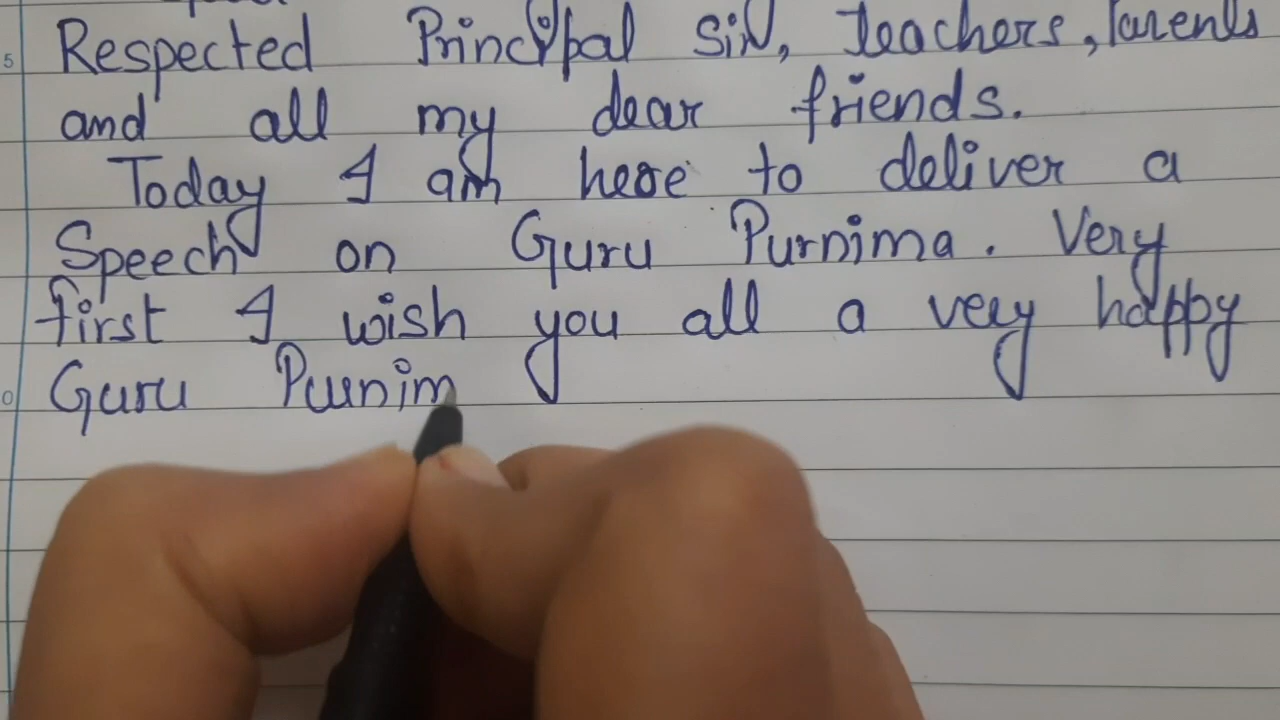 Respected Principal Sir, teachers, Parents
and all my dear friends.
Today I am here to deliver a
Speech on Guru Purnima. Very
first I wish you all a very happy
Guru Purnim